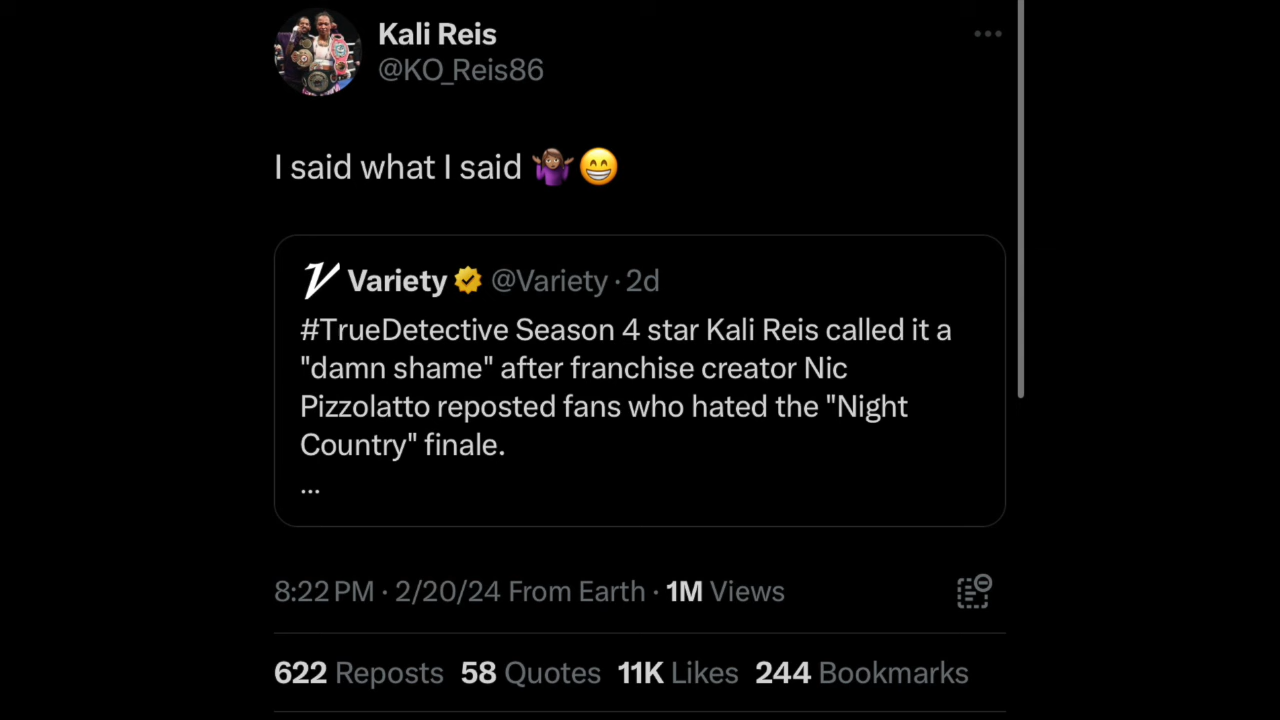 Kali Reis
@KO_Reis86
I said what I said 🤷🏽‍♀️😁
Variety @Variety · 2d
#TrueDetective Season 4 star Kali Reis called it a
"damn shame" after franchise creator Nic
Pizzolatto reposted fans who hated the "Night
Country" finale.
...
8:22 PM · 2/20/24 From Earth · 1M Views
622 Reposts 58 Quotes 11K Likes 244 Bookmarks